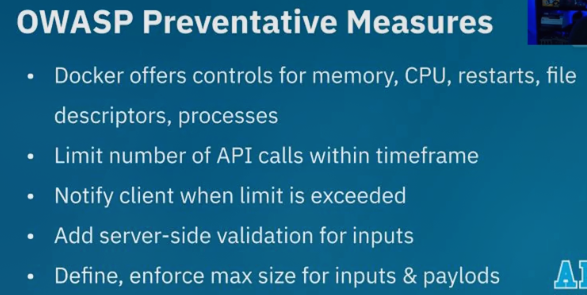 OWASP Preventative Measures
• Docker offers controls for memory, CPU, restarts, file
descriptors, processes
• Limit number of API calls within timeframe
• Notify client when limit is exceeded
• Add server-side validation for inputs
• Define, enforce max size for inputs & paylods